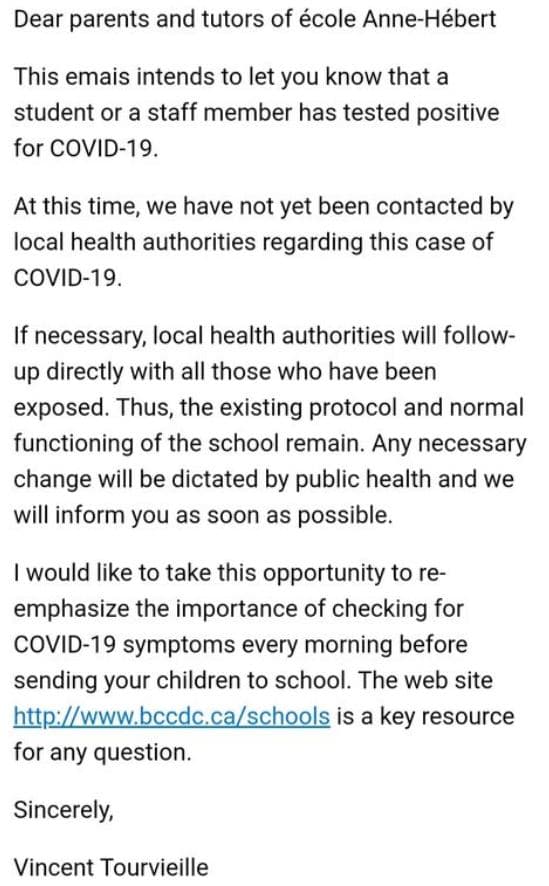 Dear parents and tutors of école Anne-Hébert
This emais intends to let you know that a
student or a staff member has tested positive
for COVID-19.
At this time, we have not yet been contacted by
local health authorities regarding this case of
COVID-19.
If necessary, local health authorities will follow-
up directly with all those who have been
exposed. Thus, the existing protocol and normal
functioning of the school remain. Any necessary
change will be dictated by public health and we
will inform you as soon as possible.
I would like to take this opportunity to re-
emphasize the importance of checking for
COVID-19 symptoms every morning before
sending your children to school. The web site
http://www.bccdc.ca/schools is a key resource
for any question.
Sincerely,
Vincent Tourvieille